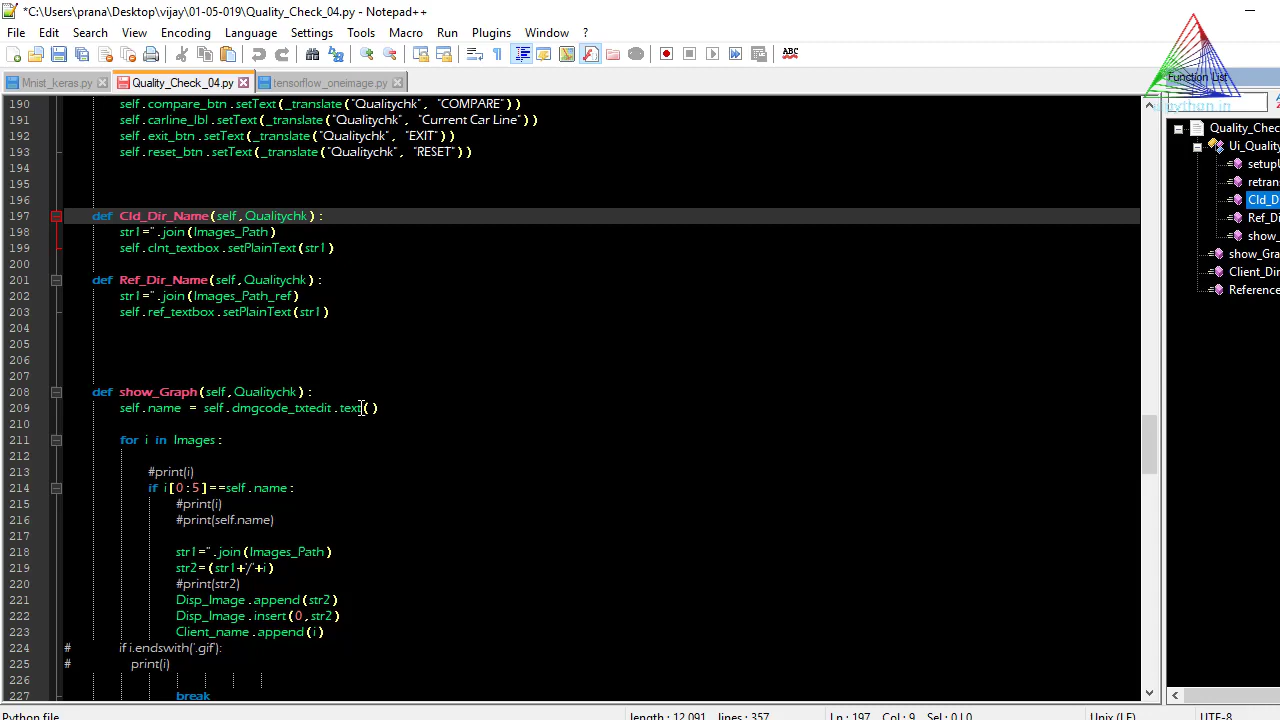 *C:\Users\prana\Desktop\vijay\01-05-019\Quality_Check_04.py - Notepad++
File Edit Search View Encoding Language Settings Tools Macro Run Plugins Window ?
ABC
Mnist_keras.py Quality_Check_04.py tensorflow_oneimage.py
Function List
190 self.compare_btn.setText(_translate("Qualitychk", "COMPARE"))
191 self.carline_lbl.setText(_translate("Qualitychk", "Current Car Line")
192 self.exit_btn.setText(_translate("Qualitychk", "EXIT"))
193 self.reset_btn.setText(_translate("Qualitychk", "RESET"))
194
195
196
197 def Cld_Dir_Name(self,Qualitychk):
198 str1=''.join(Images_Path)
199 self.clnt_textbox.setPlainText(str1)
200
201 def Ref_Dir_Name(self,Qualitychk):
202 str1=''.join(Images_Path_ref)
203 self.ref_textbox.setPlainText(str1)
204
205
206
207
208 def show_Graph(self,Qualitychk):
209 self.name = self.dmgcode_txtedit.text()
210
211 for i in Images:
212
213 #print(i)
214 if i[0:5]==self.name:
215 #print(i)
216 #print(self.name)
217
218 str1=''.join(Images_Path)
219 str2=(str1+'/'+i)
220 #print(str2)
221 Disp_Image.append(str2)
222 Disp_Image.insert(0,str2)
223 Client_name.append(i)
224 # if i.endswith('.gif'):
225 # print(i)
226
227 break
Quality_Che
Ui_Quality
setupU
retrans
Cld_D
Ref_Di
show_
show_Gra
Client_Dir
Reference
Python file length : 12,091 lines : 357 Ln : 197 Col : 9 Sel : 0 | 0 Unix (LF) UTF-8